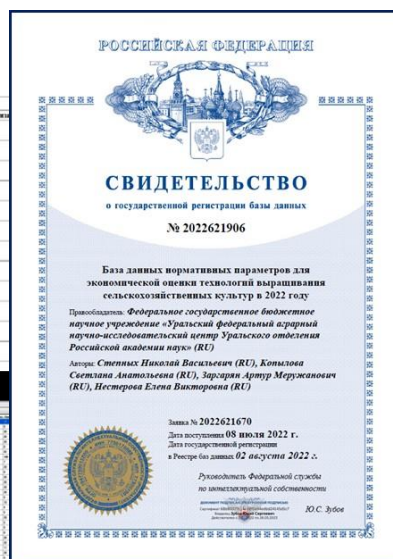 РОССИЙСКАЯ ФЕДЕРАЦИЯ
СВИДЕТЕЛЬСТВО
о государственной регистрации базы данных
№ 2022621906
База данных нормативных параметров для
экономической оценки технологий выращивания
сельскохозяйственных культур в 2022 году
Правообладатель: Федеральное государственное бюджетное
научное учреждение «Уральский федеральный аграрный
научно-исследовательский центр Уральского отделения
Российской академии наук» (RU)
Авторы: Степных Николай Васильевич (RU), Копылова
Светлана Анатольевна (RU), Заргарян Артур Меружанович
(RU), Нестерова Елена Викторовна (RU)
Заявка № 2022621670
Дата поступления 08 июля 2022 г.
Дата государственной регистрации
в Реестре баз данных 02 августа 2022 г.
Руководитель Федеральной службы
по интеллектуальной собственности
ДОКУМЕНТ ПОДПИСАН ЭЛЕКТРОННОЙ ПОДПИСЬЮ
Ю.С. Зубов